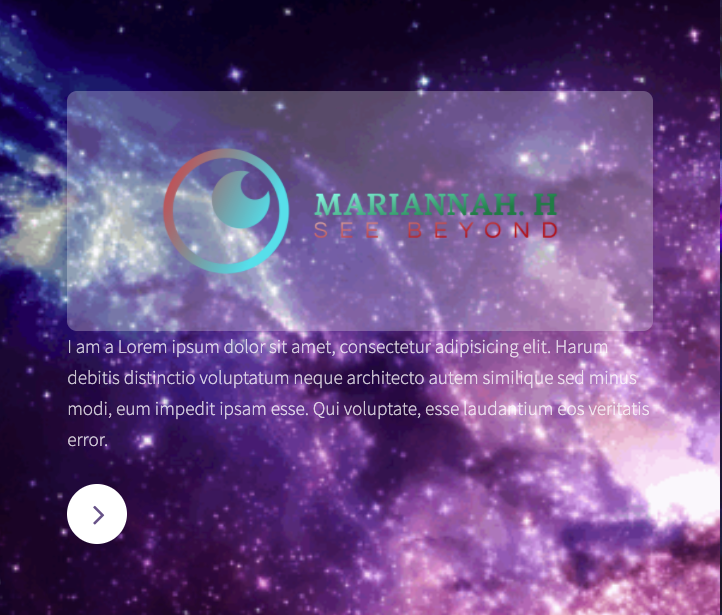 MARIANNAH. H
SEE BEYOND
I am a Lorem ipsum dolor sit amet, consectetur adipisicing elit. Harum
debitis distinctio voluptatum neque architecto autem similique sed minus
modi, eum impedit ipsam esse. Qui voluptate, esse laudantium eos veritatis
error.